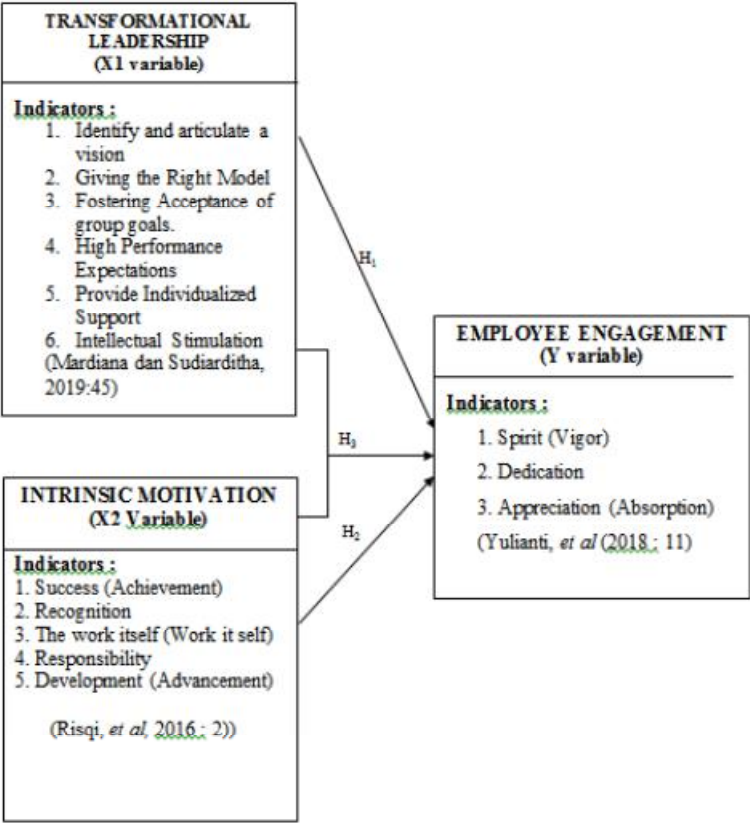 TRANSFORMATIONAL
LEADERSHIP
(X1 variable)
Indicators :
1. Identify and articulate a
vision
2. Giving the Right Model
3. Fostering Acceptance of
group goals.
4. High Performance
Expectations
5. Provide Individualized
Support
6. Intellectual Stimulation
(Mardiana dan Sudiarditha,
2019:45)
H₁
EMPLOYEE ENGAGEMENT
(Y variable)
Indicators :
1. Spirit (Vigor)
2. Dedication
3. Appreciation (Absorption)
(Yulianti, et al (2018 : 11)
H₃
INTRINSIC MOTIVATION
(X2 Variable)
Indicators :
1. Success (Achievement)
2. Recognition
3. The work itself (Work it self)
4. Responsibility
5. Development (Advancement)
(Risqi, et al, 2016 : 2))
H₂